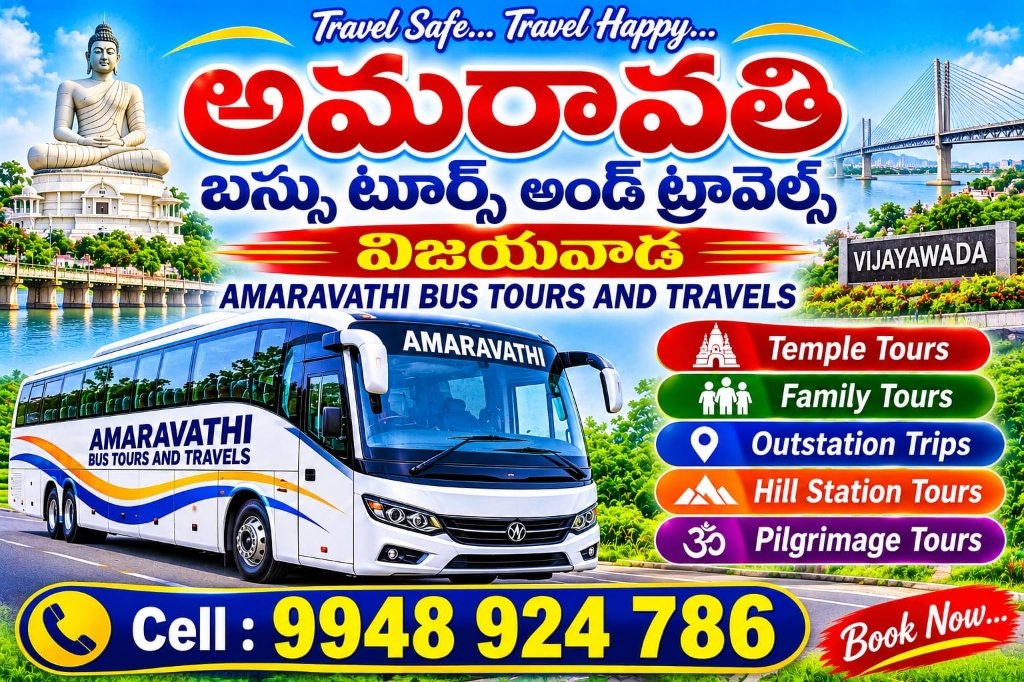 Travel Safe... Travel Happy...
అమరావతి
బస్సు టూర్స్ అండ్ ట్రావెల్స్
విజయవాడ
AMARAVATHI BUS TOURS AND TRAVELS
VIJAYAWADA
AMARAVATHI
AMARAVATHI
BUS TOURS AND TRAVELS
Temple Tours
Family Tours
Outstation Trips
Hill Station Tours
ॐ Pilgrimage Tours
Cell : 9948 924 786
Book Now...